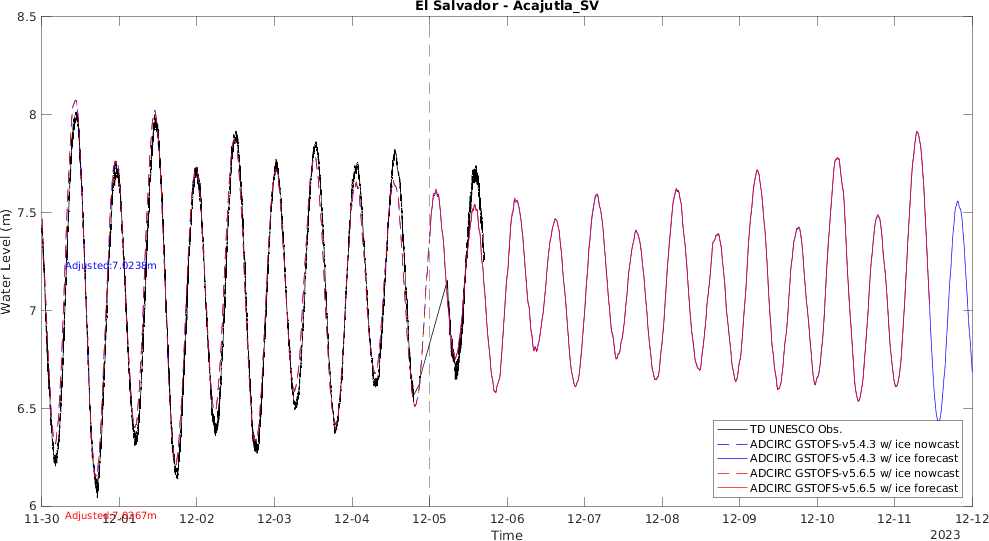 El Salvador - Acajutla_SV
8.5
8
7.5
7
6.5
6
Water Level (m)
Adjusted:7.0238m
Adjusted:7.0267m
11-30
12-01
12-02
12-03
12-04
12-05
12-06
12-07
12-08
12-09
12-10
12-11
12-12
Time
2023
TD UNESCO Obs.
ADCIRC GSTOFS-v5.4.3 w/ ice nowcast
ADCIRC GSTOFS-v5.4.3 w/ ice forecast
ADCIRC GSTOFS-v5.6.5 w/ ice nowcast
ADCIRC GSTOFS-v5.6.5 w/ ice forecast